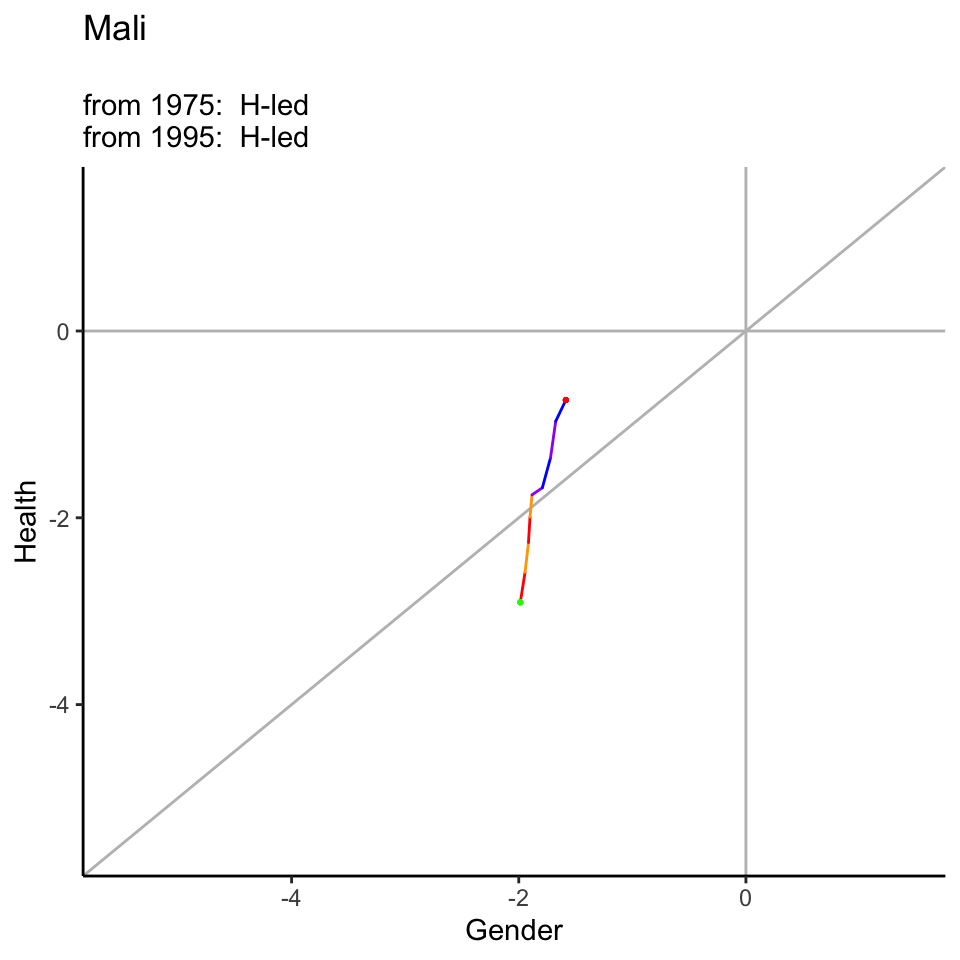 Mali
from 1975:  H-led
from 1995:  H-led
0
-2
-4
Health
-4
-2
0
Gender